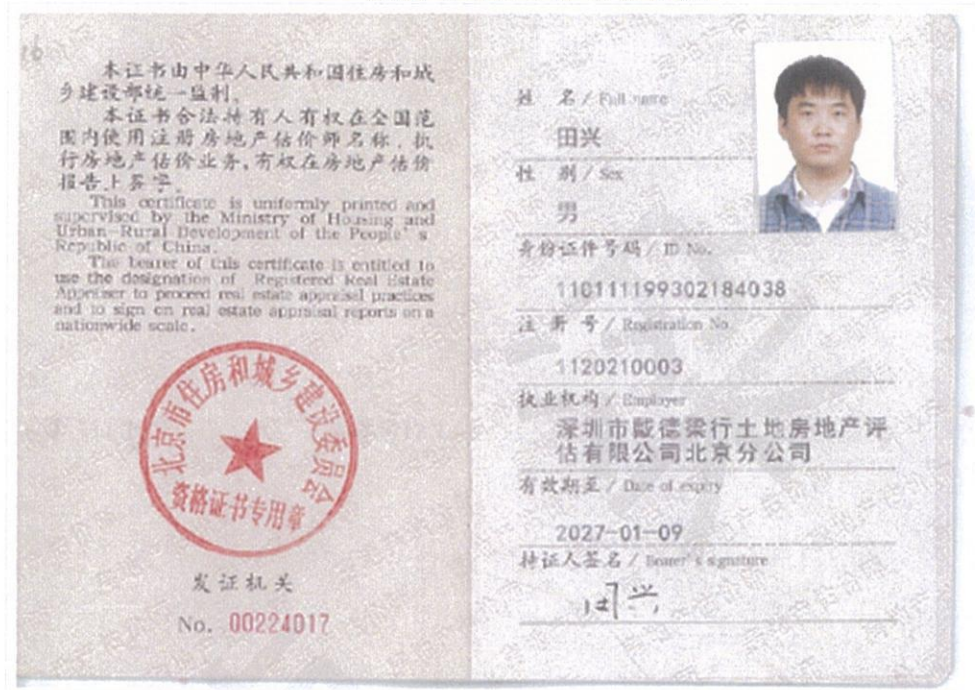 本证书由中华人民共和国住房和城
乡建设部统一监制。
本证书合法持有人有权在全国范
围内使用注册房地产估价师名称，执
行房地产估价业务，有权在房地产估价
报告上签字。
This certificate is uniformly printed and
supervised by the Ministry of Housing and
Urban-Rural Development of the People's
Republic of China.
The bearer of this certificate is entitled to
use the designation of Registered Real Estate
Appraiser to proceed real estate appraisal practices
and to sign on real estate appraisal reports on a
nationwide scale.
北京市住房和城乡建设委员会
资格证书专用章
发证机关
No. 00224017
姓 名 / Full name
田兴
性 别 / Sex
男
身份证件号码 / ID No.
110111199302184038
注 册 号 / Registration No.
1120210003
执业机构 / Employer
深圳市戴德梁行土地房地产评
估有限公司北京分公司
有效期至 / Date of expiry
2027-01-09
持证人签名 / Bearer's signature
田兴